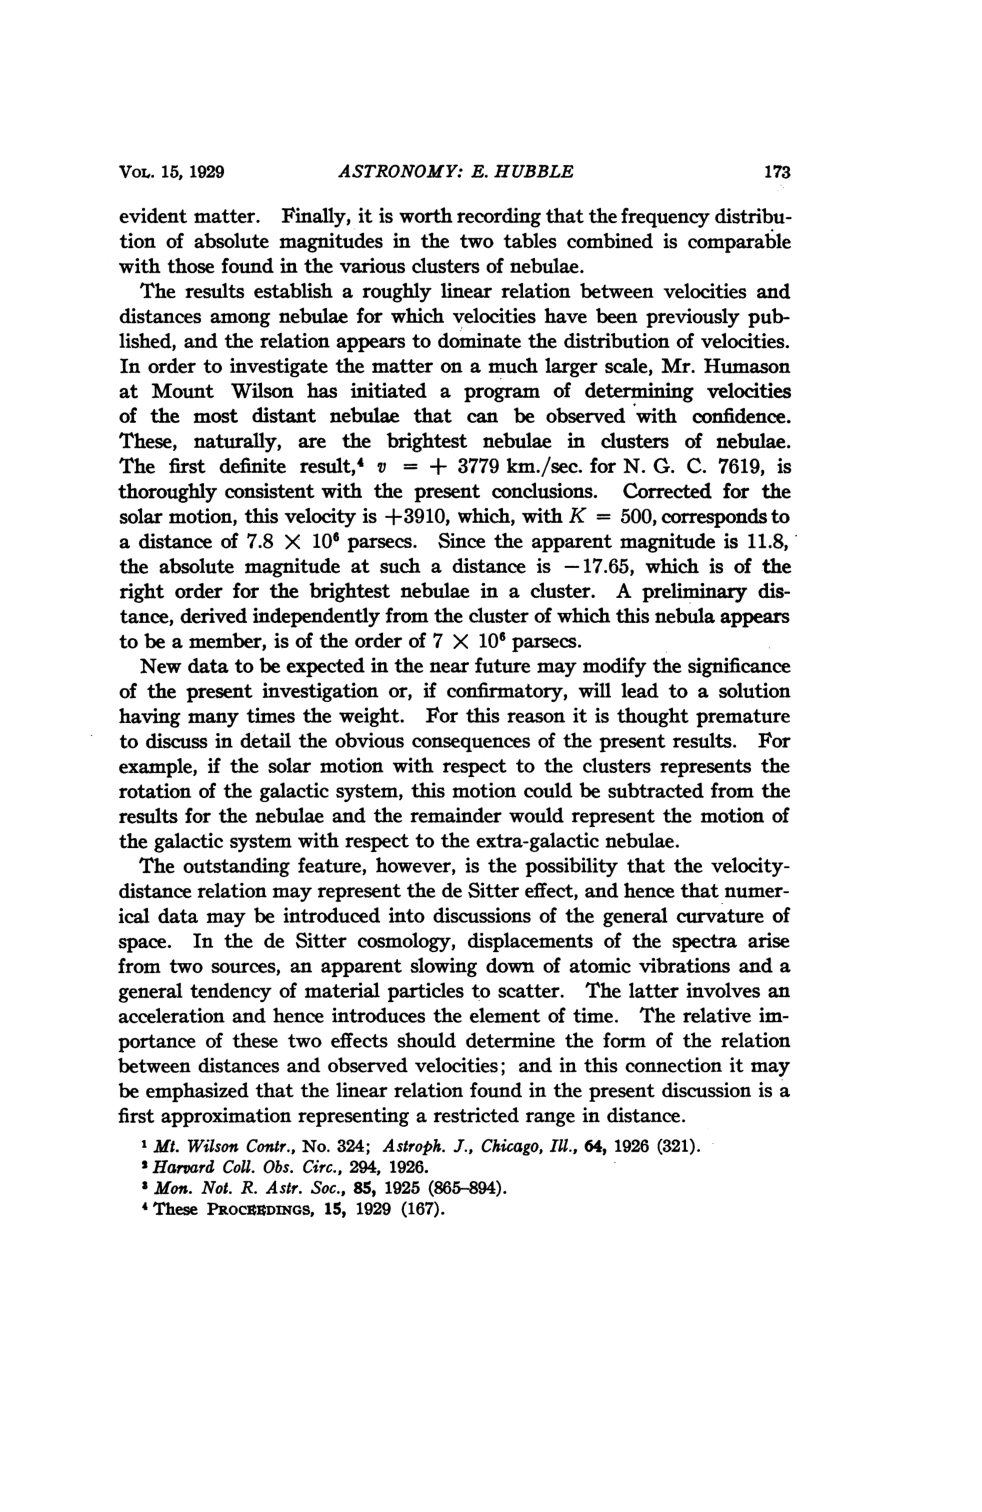 VOL. 15, 1929 ASTRONOMY: E. HUBBLE 173
evident matter. Finally, it is worth recording that the frequency distribu-
tion of absolute magnitudes in the two tables combined is comparable
with those found in the various clusters of nebulae.
The results establish a roughly linear relation between velocities and
distances among nebulae for which velocities have been previously pub-
lished, and the relation appears to dominate the distribution of velocities.
In order to investigate the matter on a much larger scale, Mr. Humason
at Mount Wilson has initiated a program of determining velocities
of the most distant nebulae that can be observed with confidence.
These, naturally, are the brightest nebulae in clusters of nebulae.
The first definite result,⁴ v = + 3779 km./sec. for N. G. C. 7619, is
thoroughly consistent with the present conclusions. Corrected for the
solar motion, this velocity is +3910, which, with K = 500, corresponds to
a distance of 7.8 × 10⁶ parsecs. Since the apparent magnitude is 11.8,
the absolute magnitude at such a distance is −17.65, which is of the
right order for the brightest nebulae in a cluster. A preliminary dis-
tance, derived independently from the cluster of which this nebula appears
to be a member, is of the order of 7 × 10⁶ parsecs.
New data to be expected in the near future may modify the significance
of the present investigation or, if confirmatory, will lead to a solution
having many times the weight. For this reason it is thought premature
to discuss in detail the obvious consequences of the present results. For
example, if the solar motion with respect to the clusters represents the
rotation of the galactic system, this motion could be subtracted from the
results for the nebulae and the remainder would represent the motion of
the galactic system with respect to the extra-galactic nebulae.
The outstanding feature, however, is the possibility that the velocity-
distance relation may represent the de Sitter effect, and hence that numer-
ical data may be introduced into discussions of the general curvature of
space. In the de Sitter cosmology, displacements of the spectra arise
from two sources, an apparent slowing down of atomic vibrations and a
general tendency of material particles to scatter. The latter involves an
acceleration and hence introduces the element of time. The relative im-
portance of these two effects should determine the form of the relation
between distances and observed velocities; and in this connection it may
be emphasized that the linear relation found in the present discussion is a
first approximation representing a restricted range in distance.
¹ Mt. Wilson Contr., No. 324; Astroph. J., Chicago, Ill., 64, 1926 (321).
² Harvard Coll. Obs. Circ., 294, 1926.
³ Mon. Not. R. Astr. Soc., 85, 1925 (865–894).
⁴ These PROCEEDINGS, 15, 1929 (167).